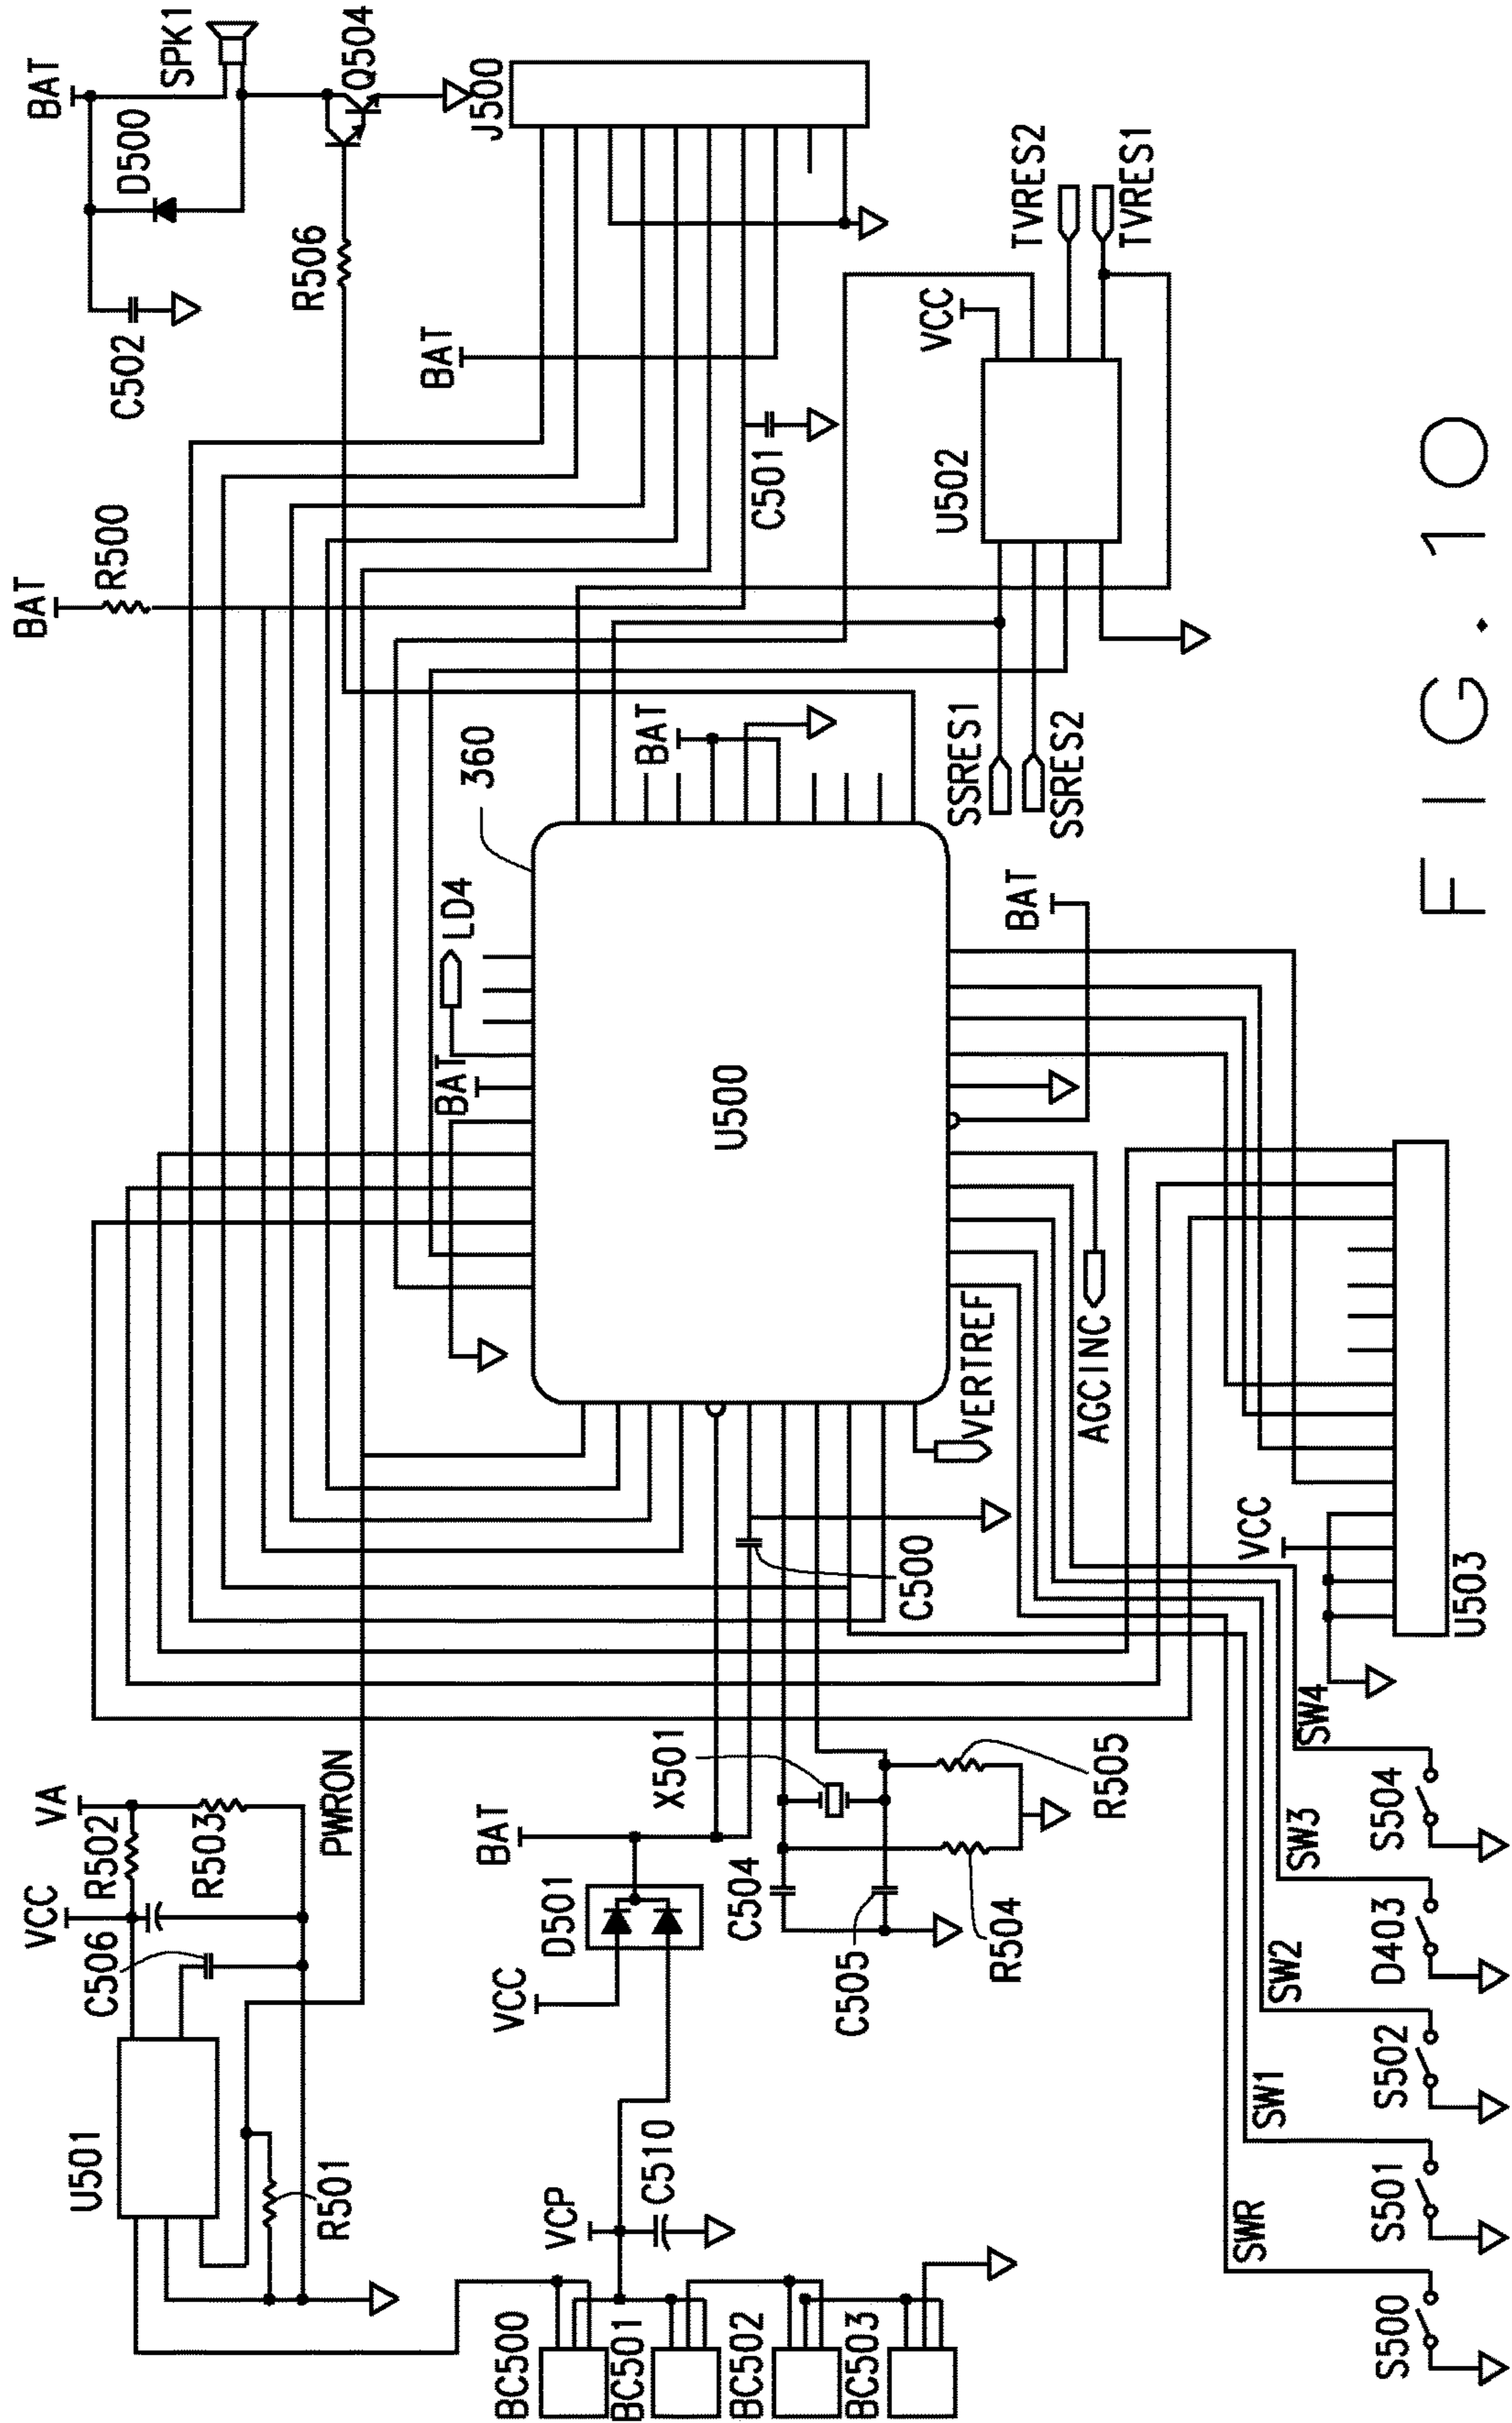 BAT
SPK1
D500
Q504
C502
R506
J500
BAT
BAT
R500
C501
VCC
U502
TVRES2
TVRES1
SSRES1
SSRES2
360
BAT
LD4
BAT
U500
BAT
VERTREF
AGCINC
C500
VCC
U503
VA
VCC
R502
R503
C506
PWRON
U501
R501
BAT
D501
VCC
X501
C504
C505
R504
R505
VCP
C510
BC500
BC501
BC502
BC503
SW4
SW3
SW2
SW1
SWR
S504
D403
S502
S501
S500
FIG.10